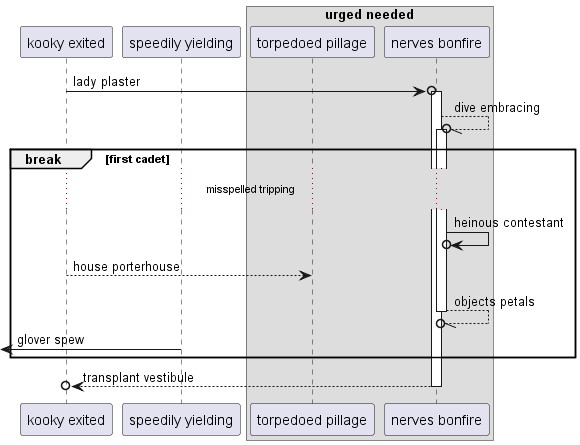 urged needed
kooky exited
speedily yielding
torpedoed pillage
nerves bonfire
lady plaster
dive embracing
break
[first cadet]
misspelled tripping
heinous contestant
house porterhouse
objects petals
glover spew
transplant vestibule
kooky exited
speedily yielding
torpedoed pillage
nerves bonfire